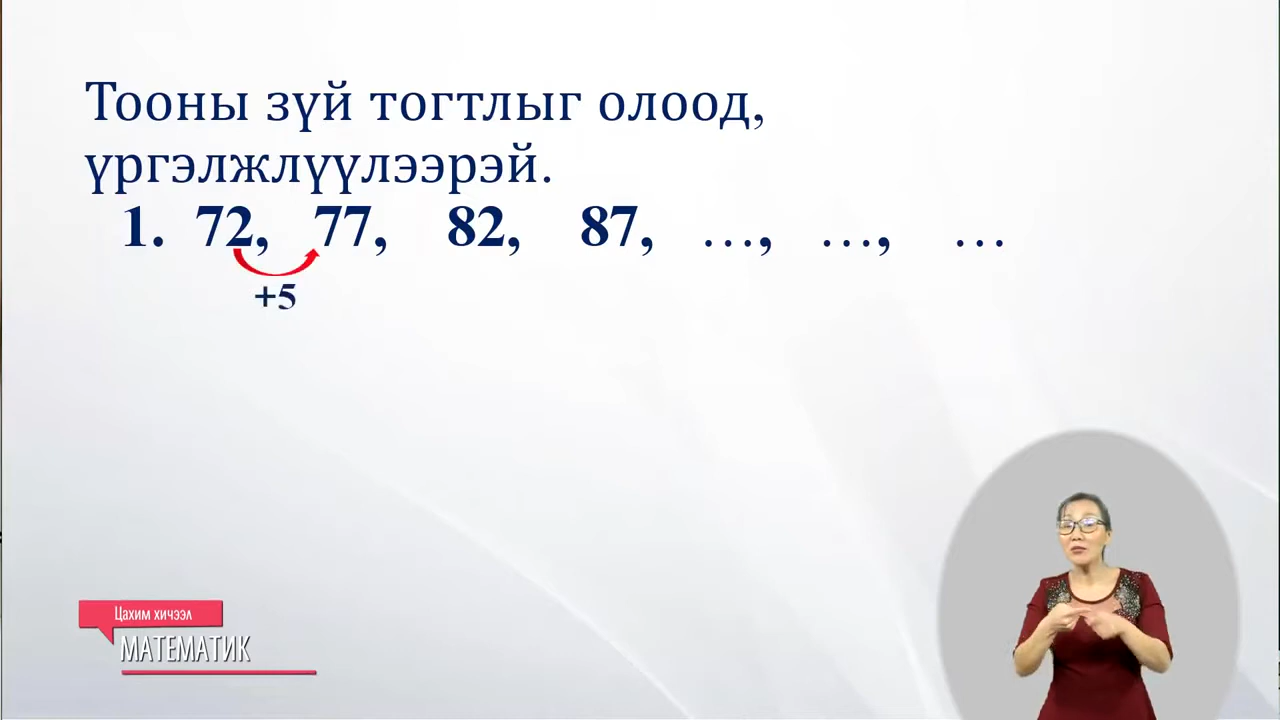 Тооны зүй тогтлыг олоод,
үргэлжлүүлээрэй.
1. 72, 77, 82, 87, ..., ..., ...
+5
Цахим хичээл
МАТЕМАТИК